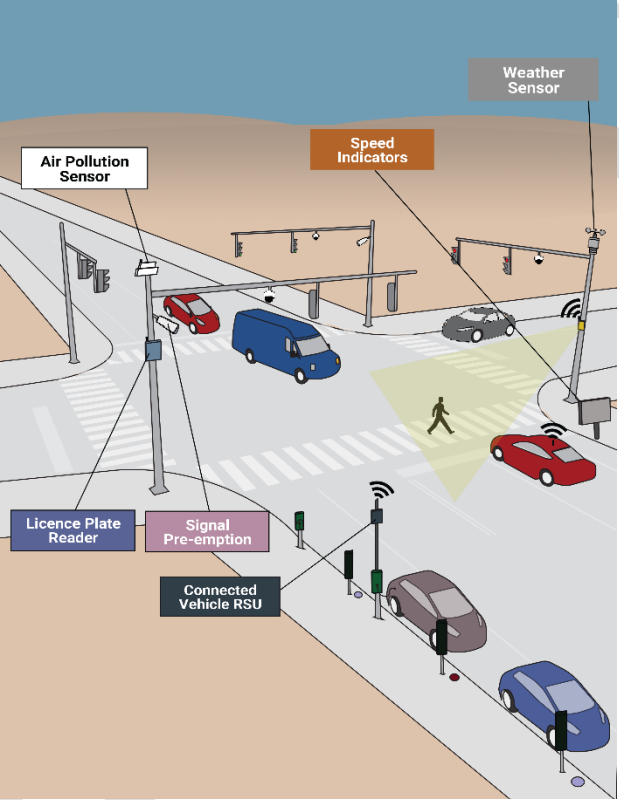 Weather
Sensor
Speed
Indicators
Air Pollution
Sensor
Licence Plate
Reader
Signal
Pre-emption
Connected
Vehicle RSU